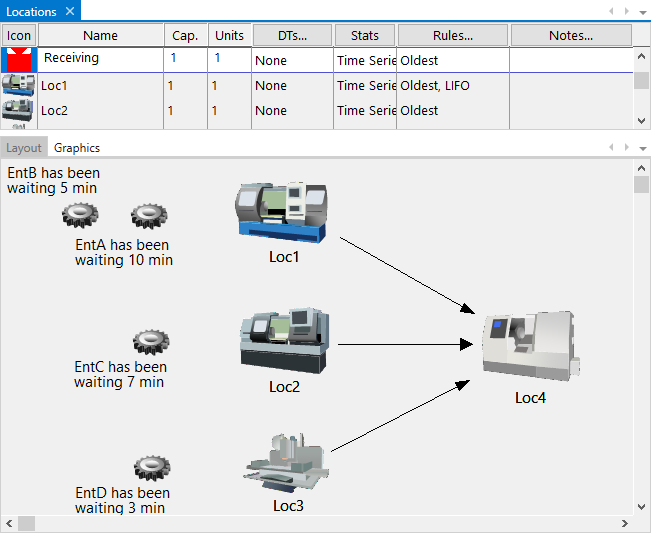 Locations
Icon Name Cap. Units DTs... Stats Rules... Notes...
Receiving 1 1 None Time Serie Oldest
Loc1 1 1 None Time Serie Oldest, LIFO
Loc2 1 1 None Time Serie Oldest
Layout Graphics
EntB has been
waiting 5 min
EntA has been
waiting 10 min
Loc1
EntC has been
waiting 7 min
Loc2
Loc4
EntD has been
waiting 3 min
Loc3